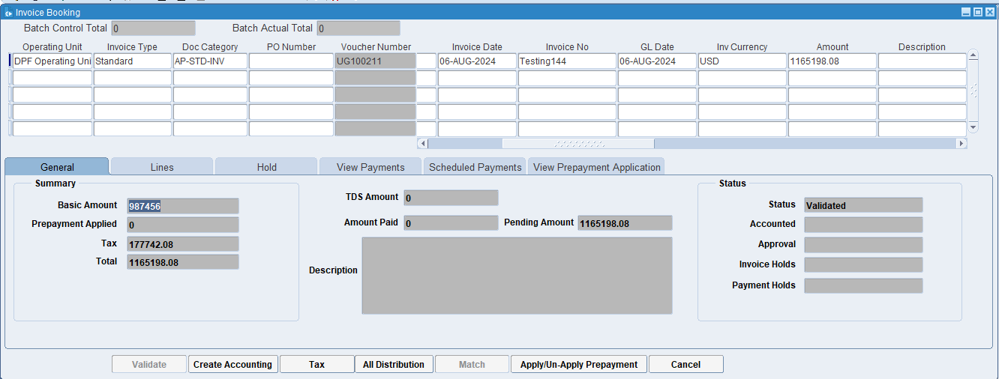 Invoice Booking
Batch Control Total 0 Batch Actual Total 0
Operating Unit Invoice Type Doc Category PO Number Voucher Number Invoice Date Invoice No GL Date Inv Currency Amount Description
DPF Operating Uni Standard AP-STD-INV UG100211 06-AUG-2024 Testing144 06-AUG-2024 USD 1165198.08
General Lines Hold View Payments Scheduled Payments View Prepayment Application
Summary
Basic Amount 987456
Prepayment Applied 0
Tax 177742.08
Total 1165198.08
TDS Amount 0
Amount Paid 0 Pending Amount 1165198.08
Description
Status
Status Validated
Accounted
Approval
Invoice Holds
Payment Holds
Validate Create Accounting Tax All Distribution Match Apply/Un-Apply Prepayment Cancel